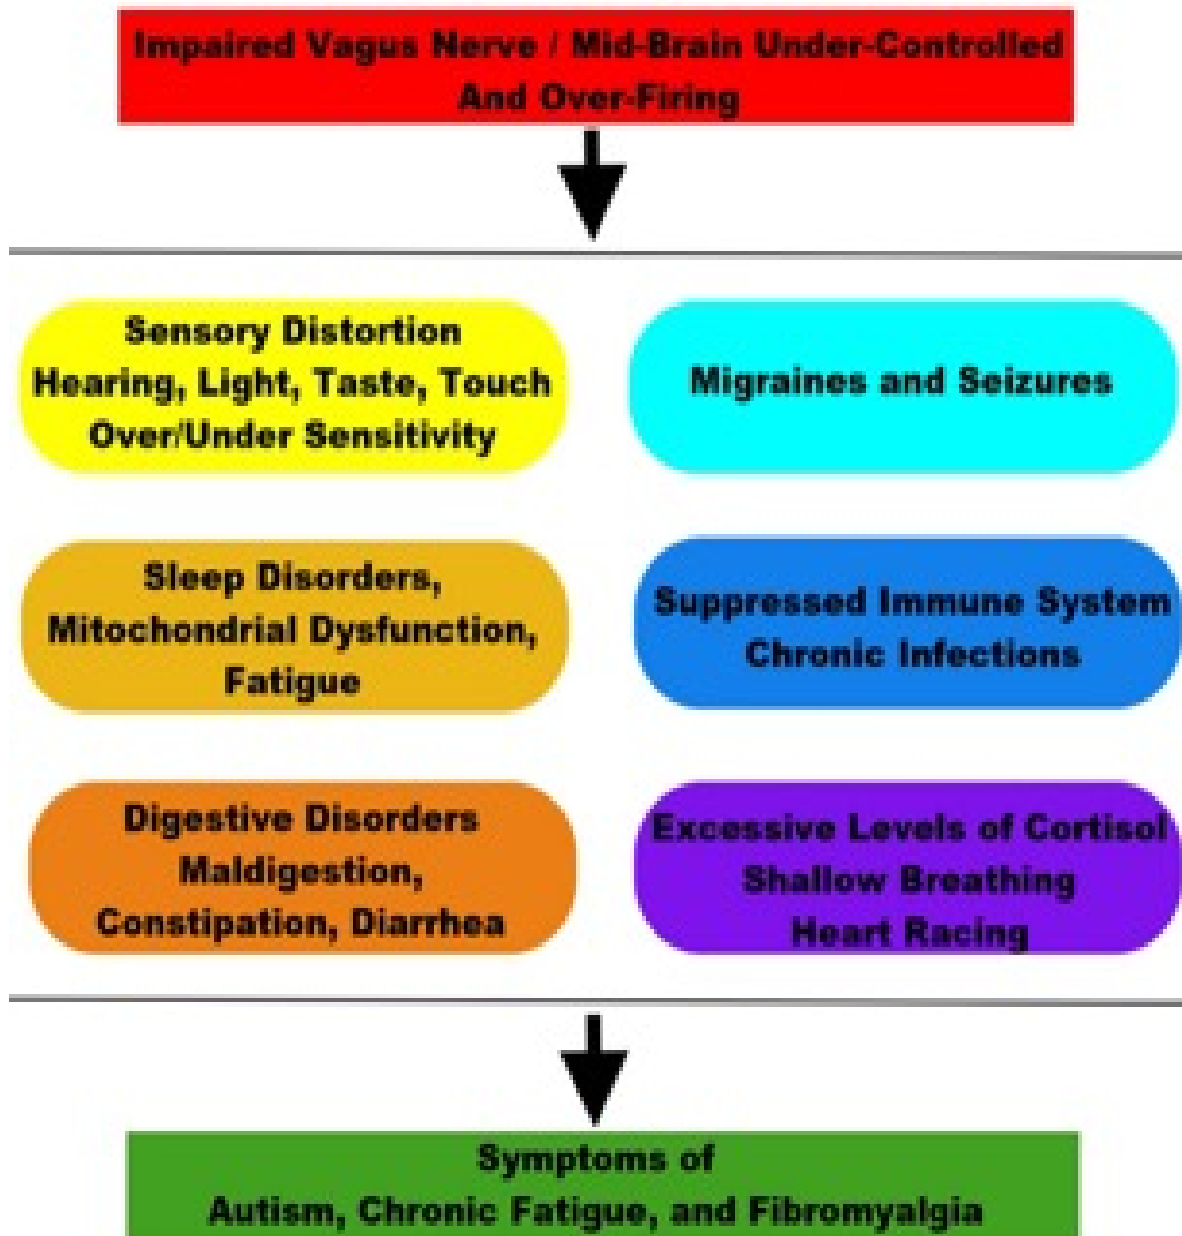 Impaired Vagus Nerve / Mid-Brain Under-Controlled
And Over-Firing
Sensory Distortion
Hearing, Light, Taste, Touch
Over/Under Sensitivity
Migraines and Seizures
Sleep Disorders,
Mitochondrial Dysfunction,
Fatigue
Suppressed Immune System
Chronic Infections
Digestive Disorders
Maldigestion,
Constipation, Diarrhea
Excessive Levels of Cortisol
Shallow Breathing
Heart Racing
Symptoms of
Autism, Chronic Fatigue, and Fibromyalgia